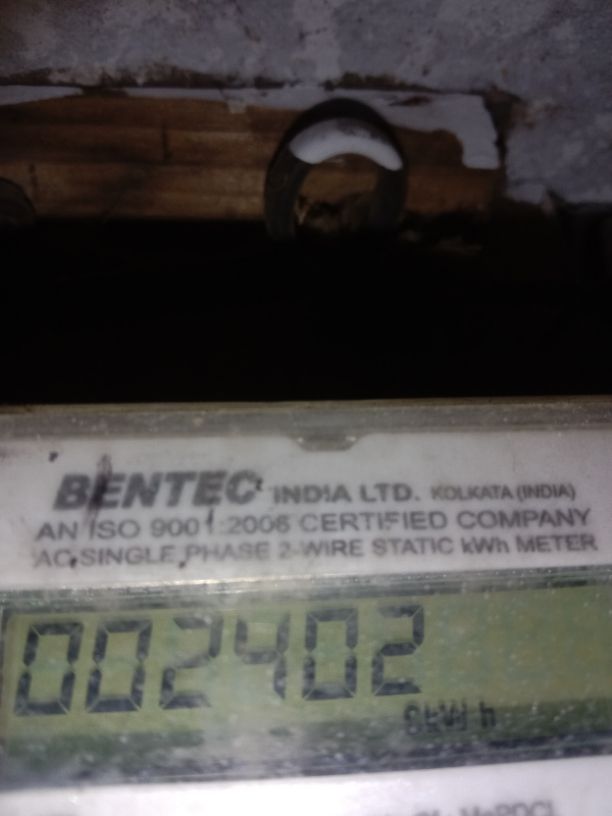 BENTEC INDIA LTD. KOLKATA (INDIA)
AN ISO 9001:2008 CERTIFIED COMPANY
AC SINGLE PHASE 2-WIRE STATIC kWh METER
002402